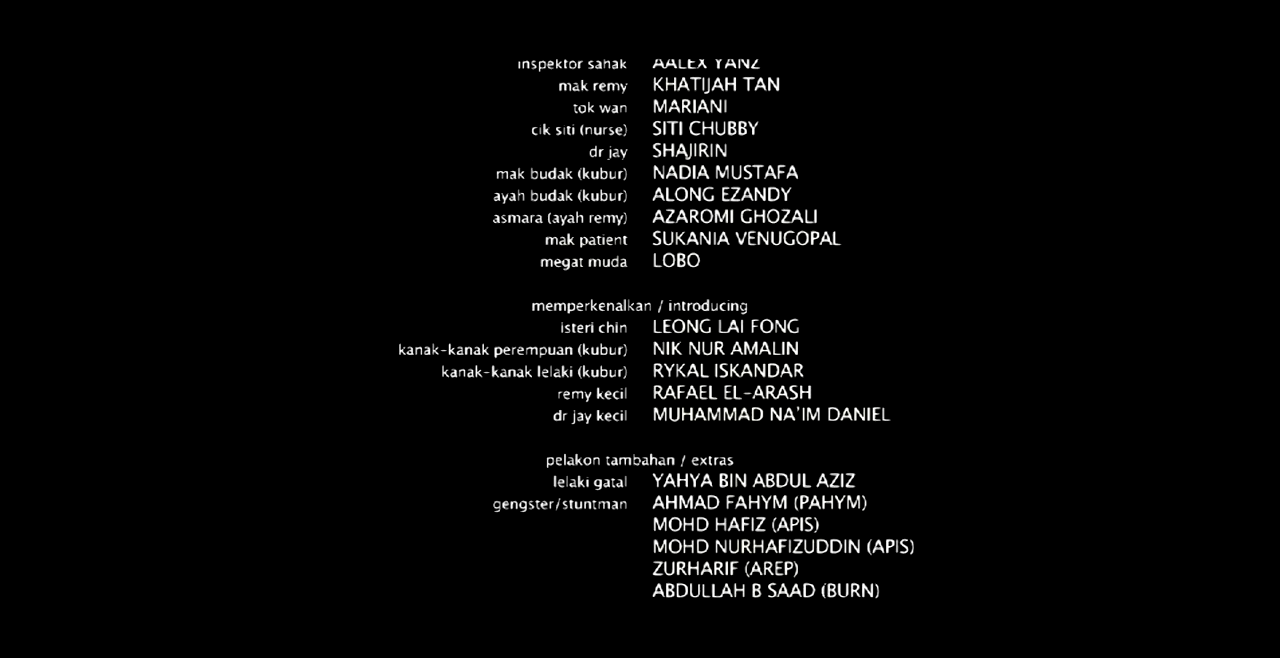 inspektor sahak AALEX YANZ
mak remy KHATIJAH TAN
tok wan MARIANI
cik siti (nurse) SITI CHUBBY
dr jay SHAJIRIN
mak budak (kubur) NADIA MUSTAFA
ayah budak (kubur) ALONG EZANDY
asmara (ayah remy) AZAROMI GHOZALI
mak patient SUKANIA VENUGOPAL
megat muda LOBO
memperkenalkan / introducing
isteri chin LEONG LAI FONG
kanak-kanak perempuan (kubur) NIK NUR AMALIN
kanak-kanak lelaki (kubur) RYKAL ISKANDAR
remy kecil RAFAEL EL-ARASH
dr jay kecil MUHAMMAD NA'IM DANIEL
pelakon tambahan / extras
lelaki gatal YAHYA BIN ABDUL AZIZ
gengster/stuntman AHMAD FAHYM (PAHYM)
MOHD HAFIZ (APIS)
MOHD NURHAFIZUDDIN (APIS)
ZURHARIF (AREP)
ABDULLAH B SAAD (BURN)